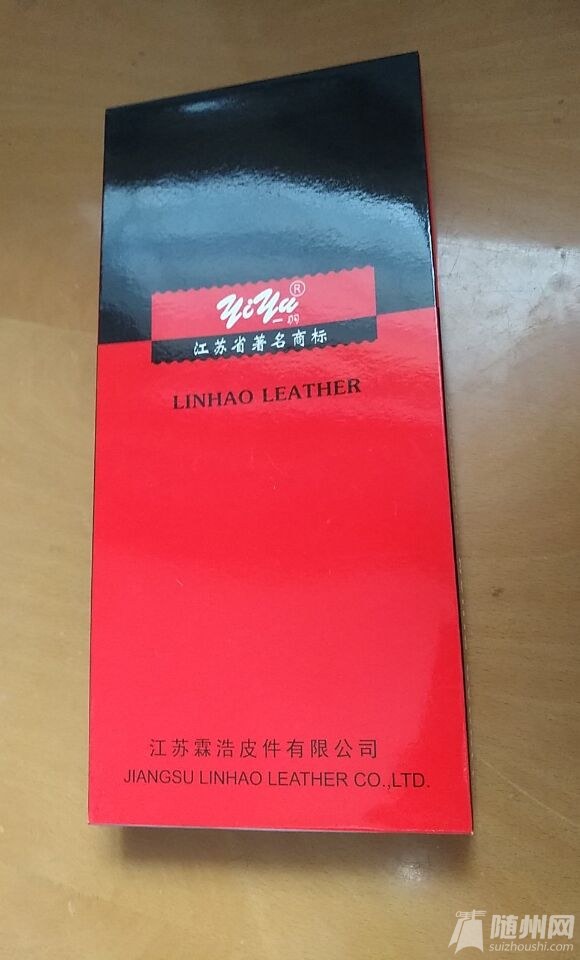 YiYu®
江苏省著名商标
LINHAO LEATHER
江苏霖浩皮件有限公司
JIANGSU LINHAO LEATHER CO.,LTD.
随州网
suizhoushi.com